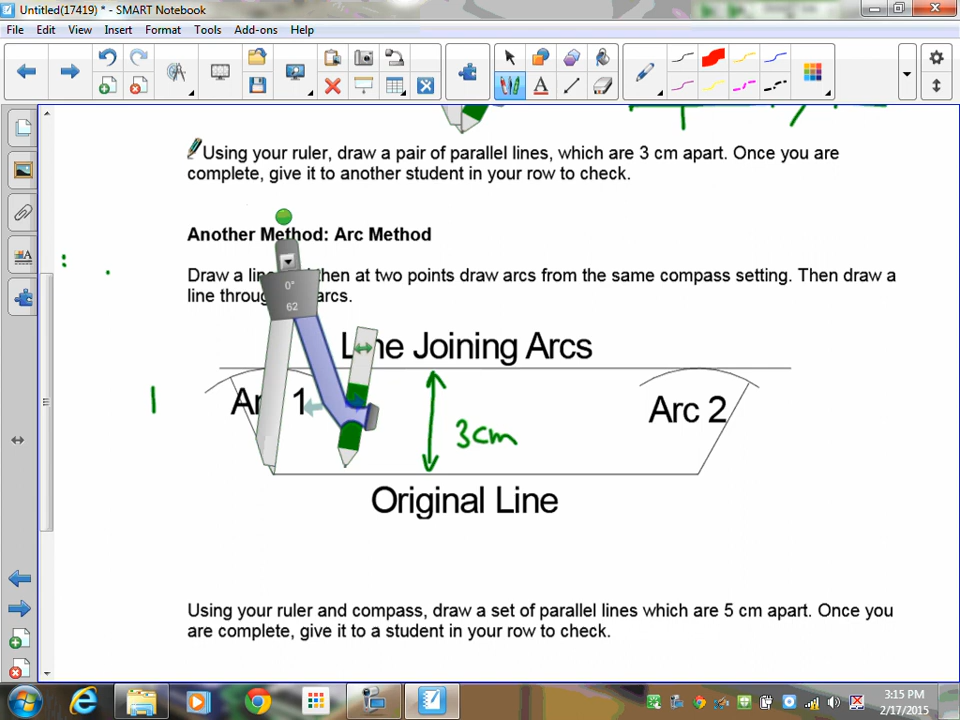 Untitled(17419) * - SMART Notebook
File Edit View Insert Format Tools Add-ons Help
Using your ruler, draw a pair of parallel lines, which are 3 cm apart. Once you are
complete, give it to another student in your row to check.
Another Method: Arc Method
Draw a line then at two points draw arcs from the same compass setting. Then draw a
line through arcs.
0°
62
Line Joining Arcs
Arc 1
Arc 2
3cm
Original Line
Using your ruler and compass, draw a set of parallel lines which are 5 cm apart. Once you
are complete, give it to a student in your row to check.
3:15 PM
2/17/2015